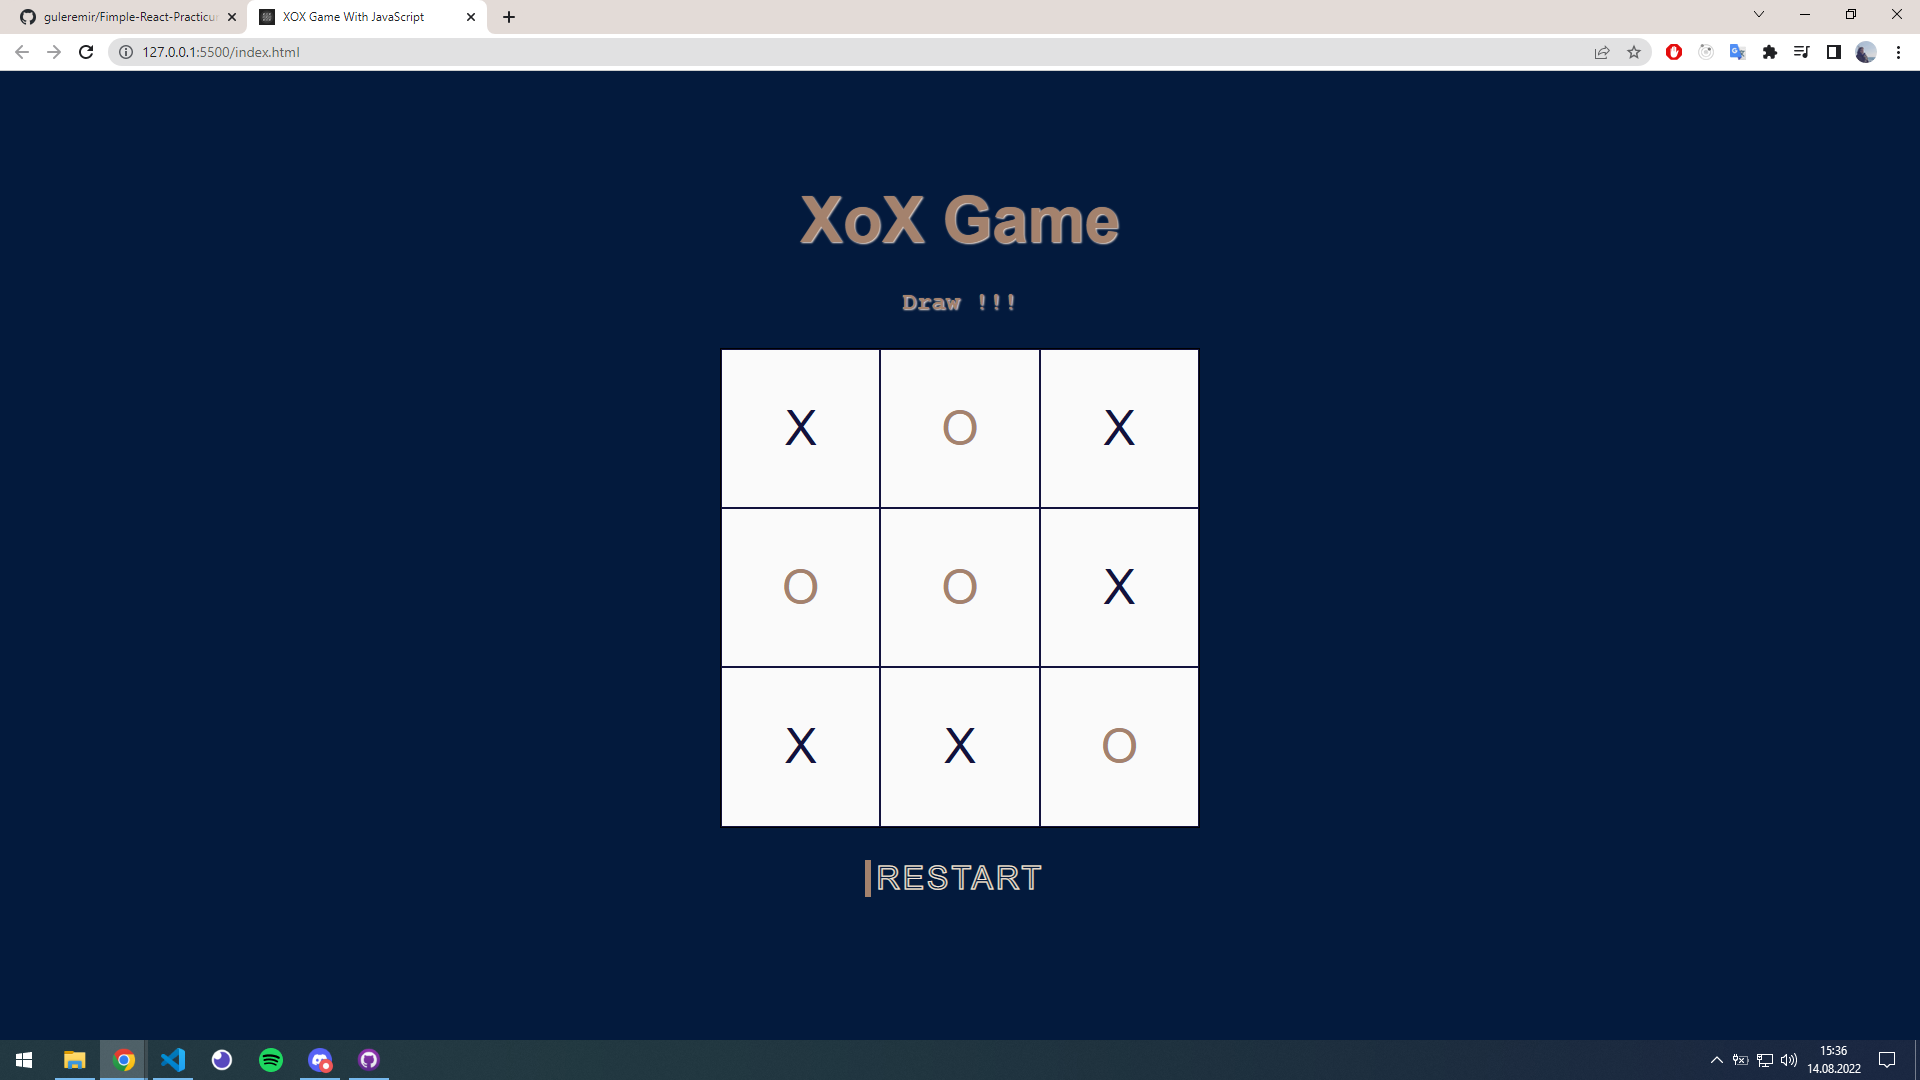 guleremir/Fimple-React-Practicu
XOX Game With JavaScript
127.0.0.1:5500/index.html
XoX Game
Draw !!!
X O X
O O X
X X O
RESTART
15:36
14.08.2022